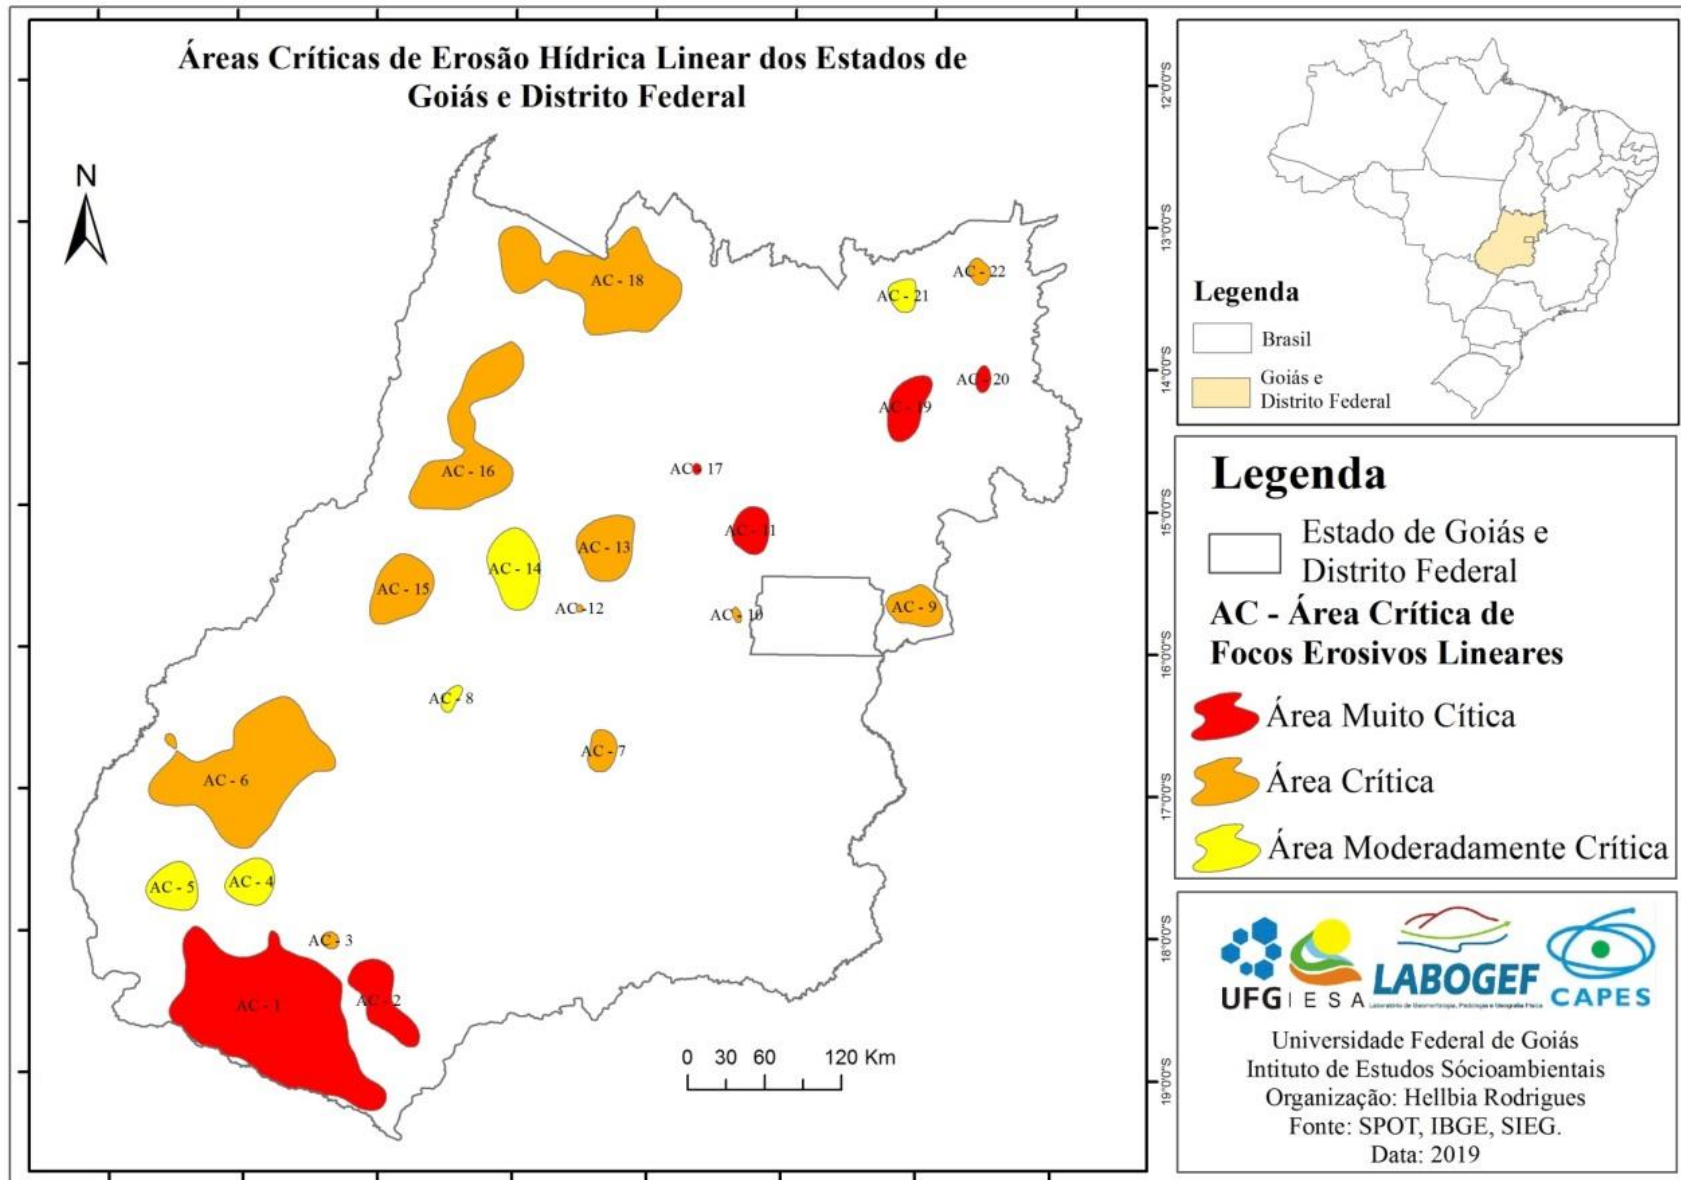 Áreas Críticas de Erosão Hídrica Linear dos Estados de
Goiás e Distrito Federal
N
AC - 18
AC - 22
AC - 21
AC - 20
AC - 19
AC - 16
AC - 17
AC - 11
AC - 13
AC - 14
AC - 15
AC - 12
AC - 10
AC - 9
AC - 8
AC - 7
AC - 6
AC - 5
AC - 4
AC - 3
AC - 2
AC - 1
0 30 60 120 Km
12°0'0"S
13°0'0"S
14°0'0"S
15°0'0"S
16°0'0"S
17°0'0"S
18°0'0"S
19°0'0"S
Legenda
Brasil
Goiás e
Distrito Federal
Legenda
Estado de Goiás e
Distrito Federal
AC - Área Crítica de
Focos Erosivos Lineares
Área Muito Cítica
Área Crítica
Área Moderadamente Crítica
UFG IESA LABOGEF CAPES
Laboratório de Geomorfologia, Pedologia e Geografia Física
Universidade Federal de Goiás
Intituto de Estudos Sócioambientais
Organização: Hellbia Rodrigues
Fonte: SPOT, IBGE, SIEG.
Data: 2019